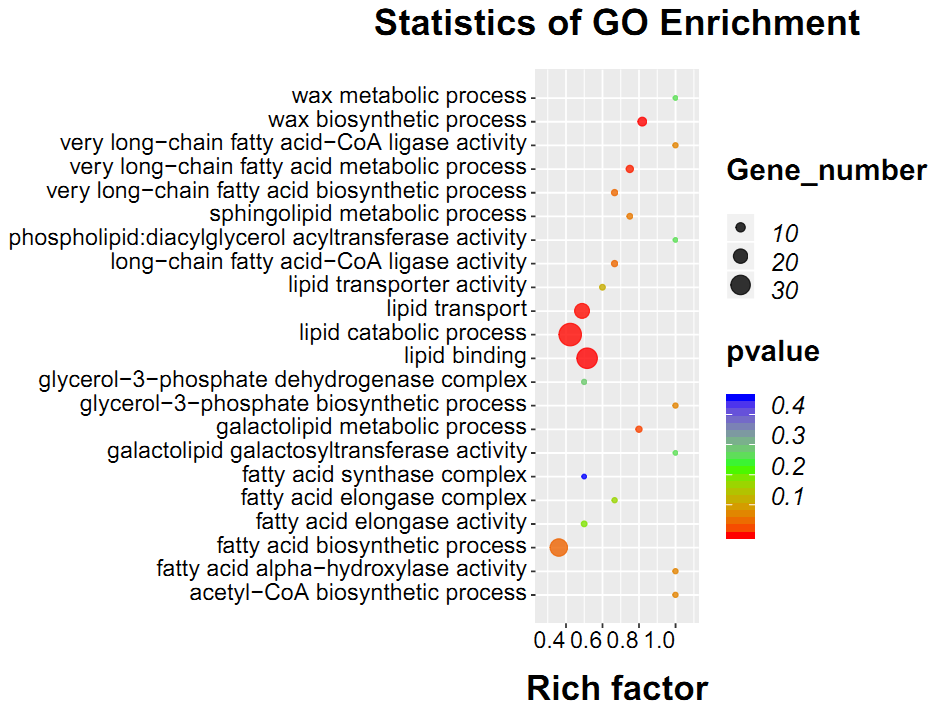 Statistics of GO Enrichment
wax metabolic process
wax biosynthetic process
very long−chain fatty acid−CoA ligase activity
very long−chain fatty acid metabolic process
very long−chain fatty acid biosynthetic process
sphingolipid metabolic process
phospholipid:diacylglycerol acyltransferase activity
long−chain fatty acid−CoA ligase activity
lipid transporter activity
lipid transport
lipid catabolic process
lipid binding
glycerol−3−phosphate dehydrogenase complex
glycerol−3−phosphate biosynthetic process
galactolipid metabolic process
galactolipid galactosyltransferase activity
fatty acid synthase complex
fatty acid elongase complex
fatty acid elongase activity
fatty acid biosynthetic process
fatty acid alpha−hydroxylase activity
acetyl−CoA biosynthetic process
0.4 0.6 0.8 1.0
Rich factor
Gene_number
10
20
30
pvalue
0.4
0.3
0.2
0.1